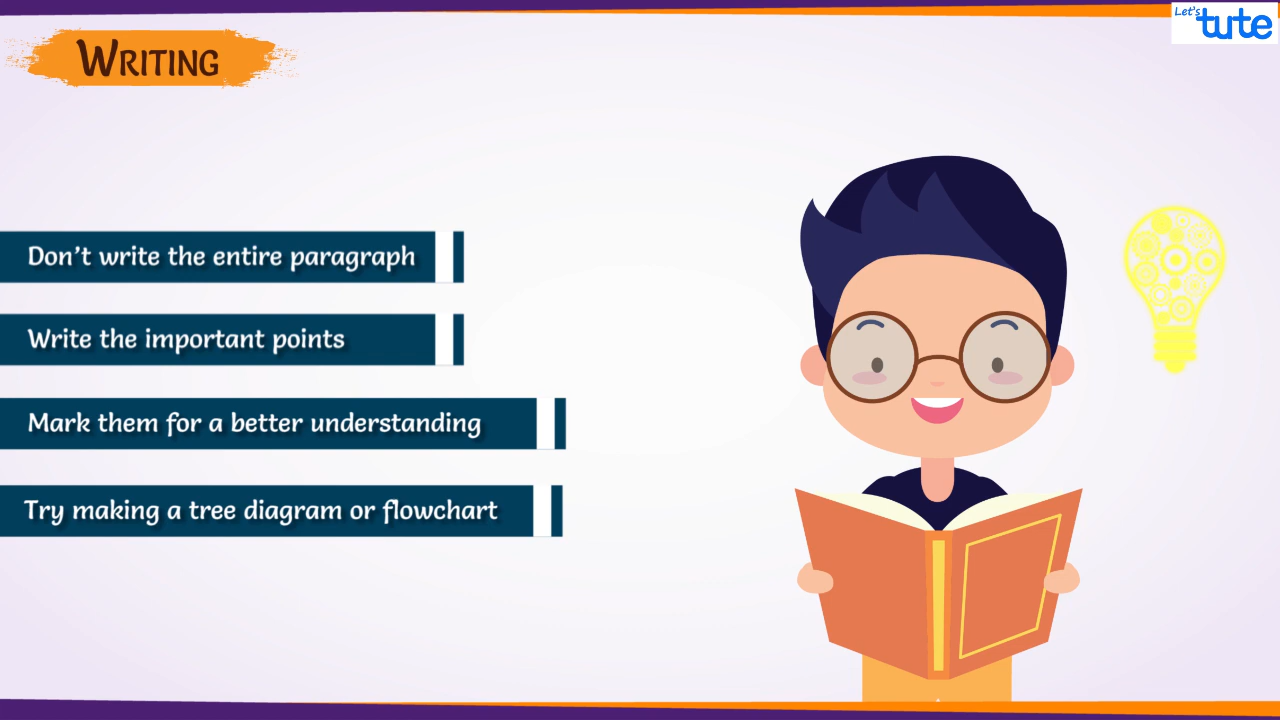 Let's
tute
Writing
Don't write the entire paragraph
Write the important points
Mark them for a better understanding
Try making a tree diagram or flowchart